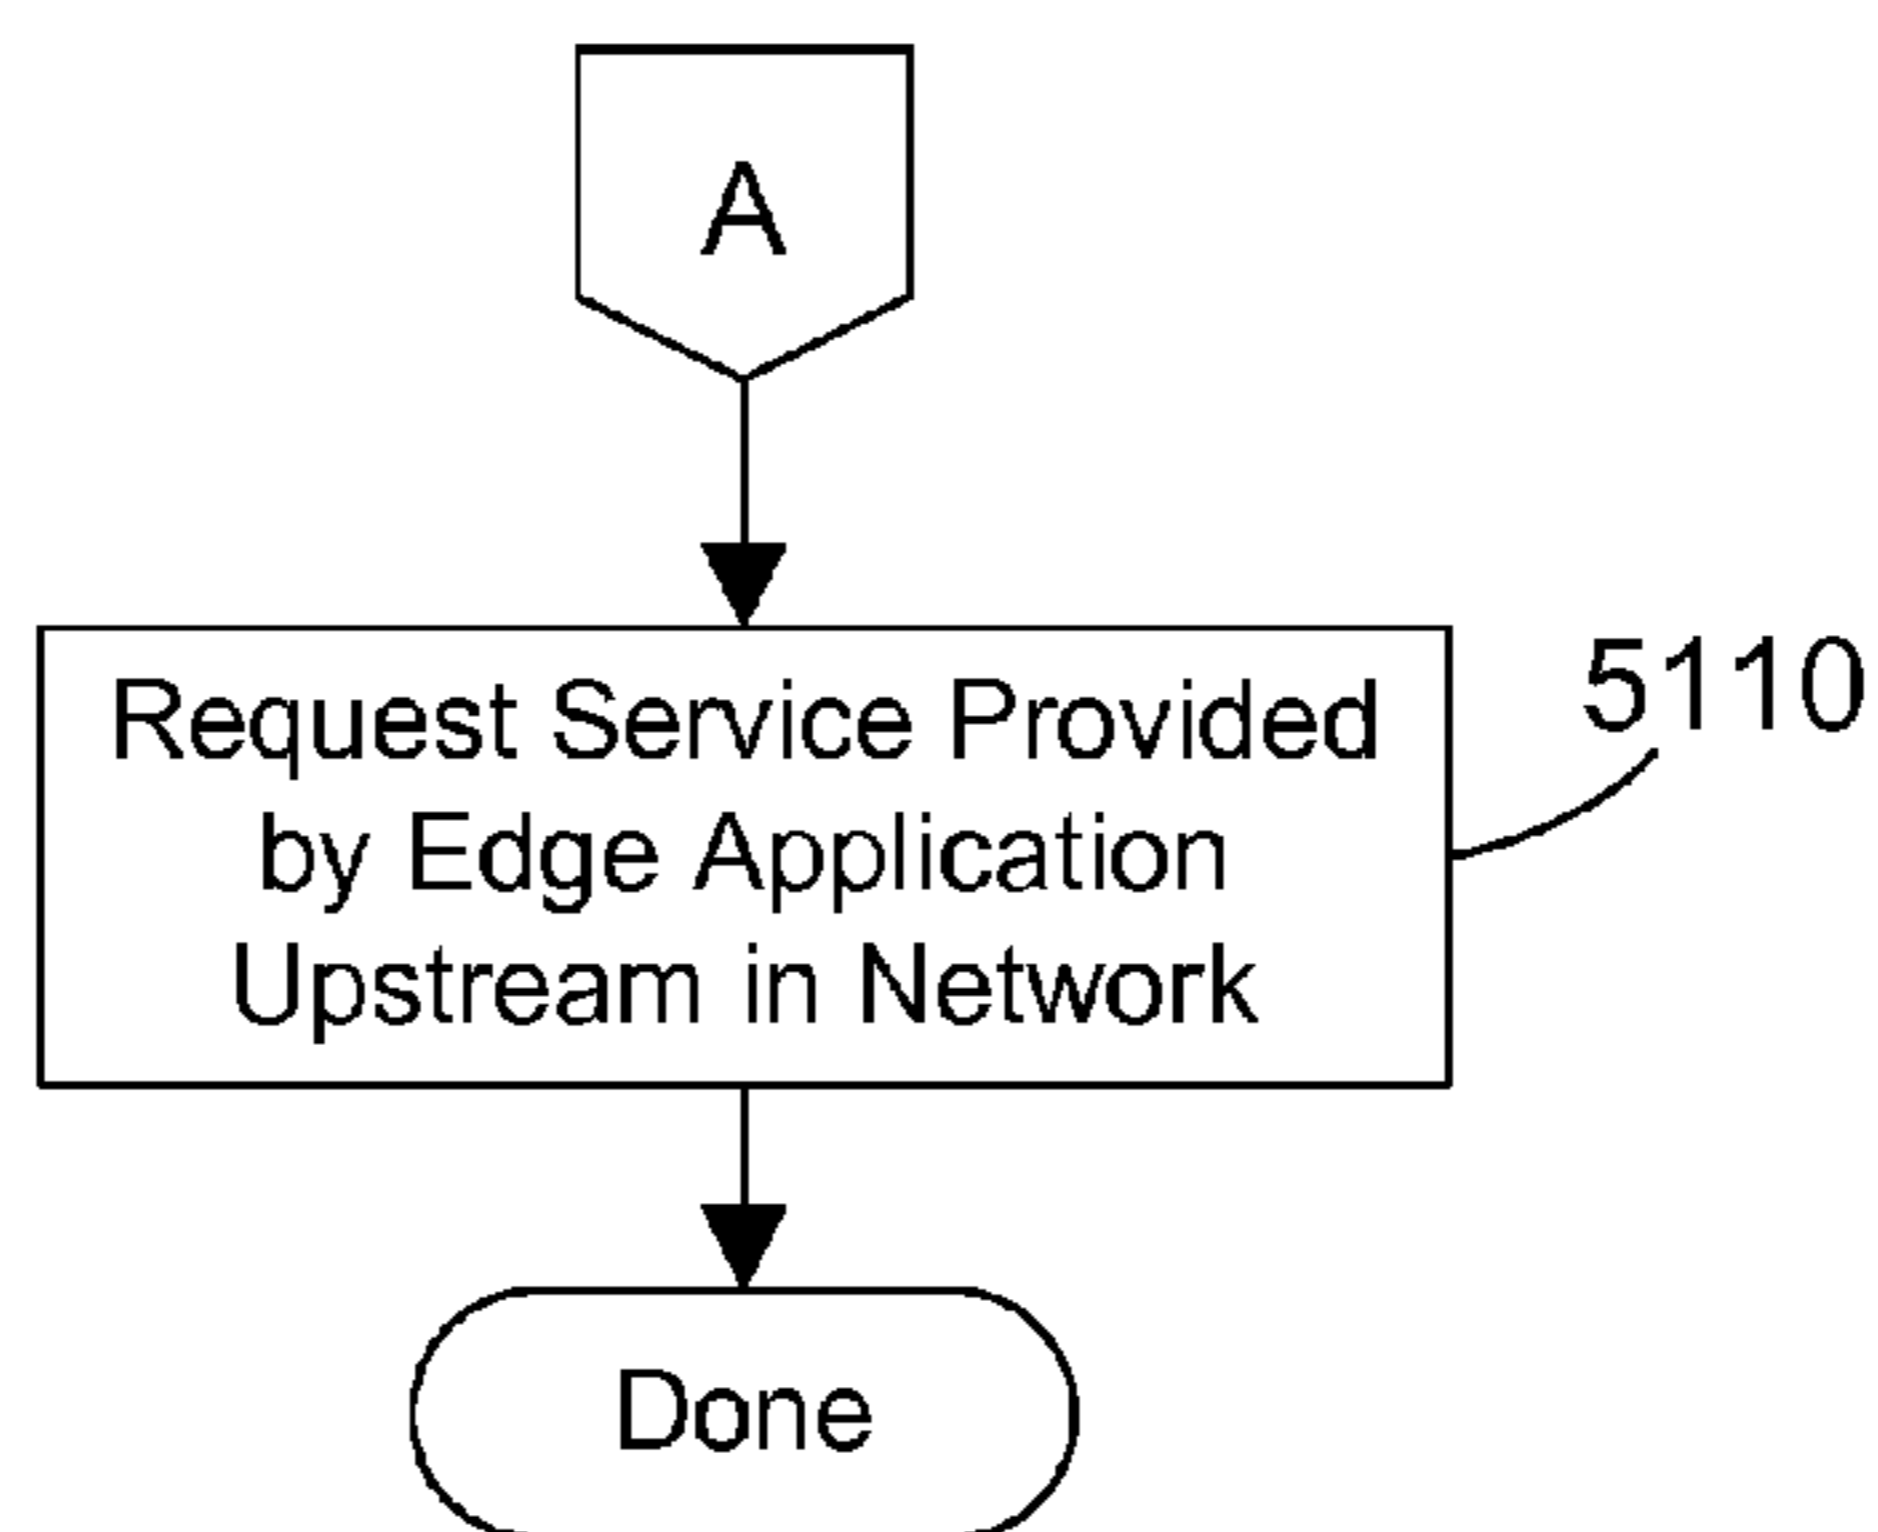 A
Request Service Provided
by Edge Application
Upstream in Network
5110
Done